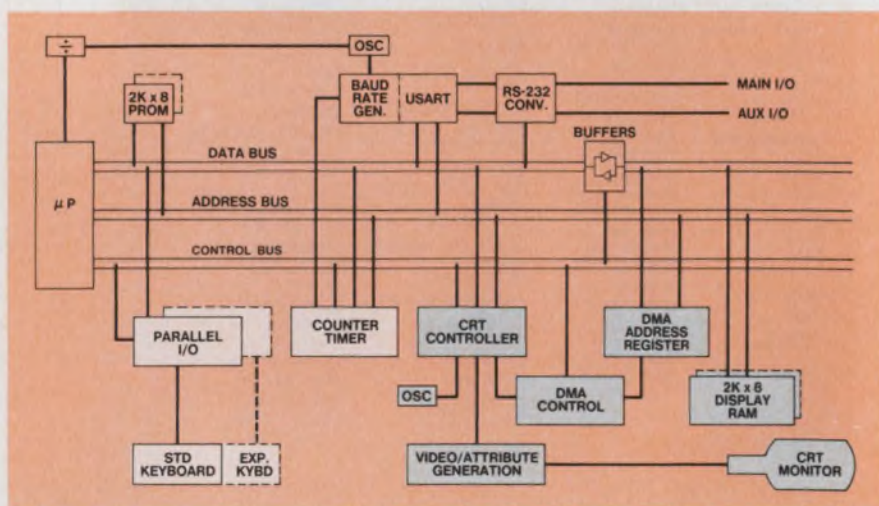 ÷
OSC
2K x 8
PROM
BAUD
RATE
GEN.
USART
RS-232
CONV.
MAIN I/O
AUX I/O
BUFFERS
DATA BUS
μP
ADDRESS BUS
CONTROL BUS
PARALLEL
I/O
COUNTER
TIMER
CRT
CONTROLLER
DMA
ADDRESS
REGISTER
OSC
DMA
CONTROL
2K x 6
DISPLAY
RAM
STD
KEYBOARD
EXP.
KYBD
VIDEO/ATTRIBUTE
GENERATION
CRT
MONITOR